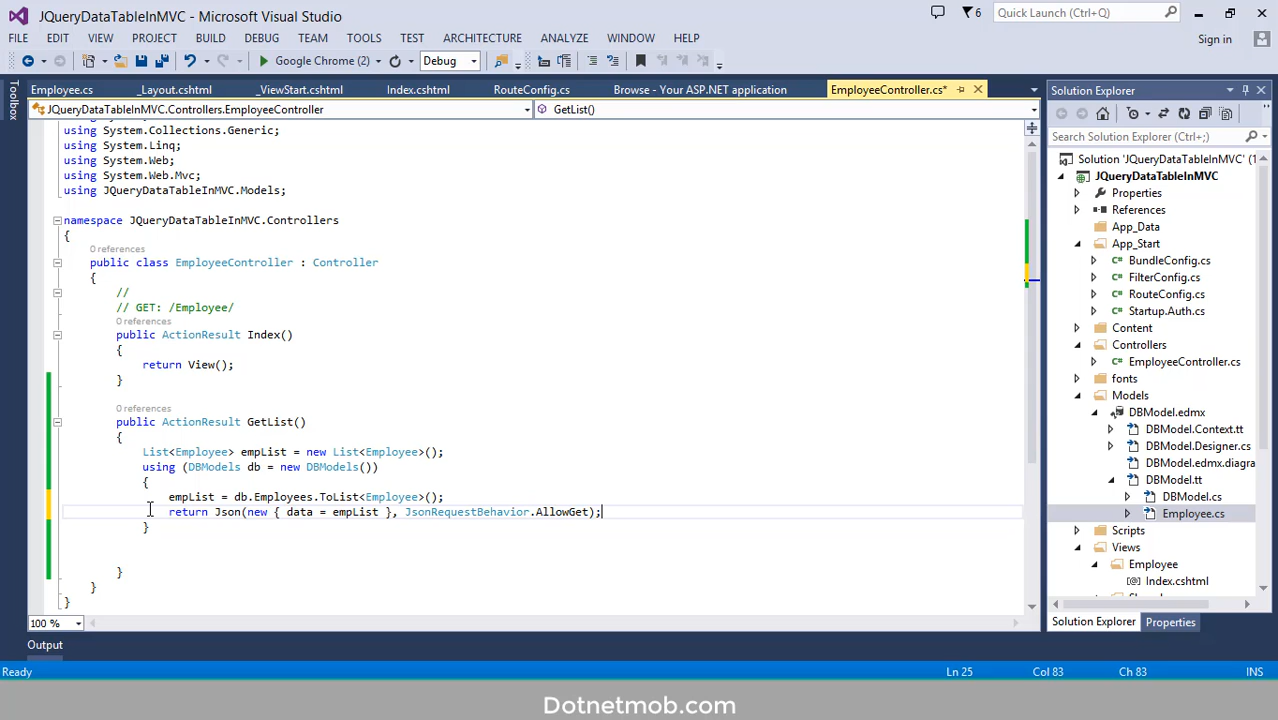 JQueryDataTableInMVC - Microsoft Visual Studio
6
Quick Launch (Ctrl+Q)
FILE EDIT VIEW PROJECT BUILD DEBUG TEAM TOOLS TEST ARCHITECTURE ANALYZE WINDOW HELP
Sign in
Google Chrome (2)
Debug
Toolbox
Employee.cs _Layout.cshtml _ViewStart.cshtml Index.cshtml RouteConfig.cs Browse - Your ASP.NET application EmployeeController.cs*
JQueryDataTableInMVC.Controllers.EmployeeController
GetList()
using System.Collections.Generic;
using System.Linq;
using System.Web;
using System.Web.Mvc;
using JQueryDataTableInMVC.Models;
namespace JQueryDataTableInMVC.Controllers
{
0 references
public class EmployeeController : Controller
{
//
// GET: /Employee/
0 references
public ActionResult Index()
{
return View();
}
0 references
public ActionResult GetList()
{
List<Employee> empList = new List<Employee>();
using (DBModels db = new DBModels())
{
empList = db.Employees.ToList<Employee>();
return Json(new { data = empList }, JsonRequestBehavior.AllowGet);
}
}
}
}
100 %
Solution Explorer
Search Solution Explorer (Ctrl+;)
Solution 'JQueryDataTableInMVC' (1
JQueryDataTableInMVC
Properties
References
App_Data
App_Start
BundleConfig.cs
FilterConfig.cs
RouteConfig.cs
Startup.Auth.cs
Content
Controllers
EmployeeController.cs
fonts
Models
DBModel.edmx
DBModel.Context.tt
DBModel.Designer.cs
DBModel.edmx.diagra
DBModel.tt
DBModel.cs
Employee.cs
Scripts
Views
Employee
Index.cshtml
Solution Explorer Properties
Output
Ready
Ln 25 Col 83 Ch 83 INS
Dotnetmob.com